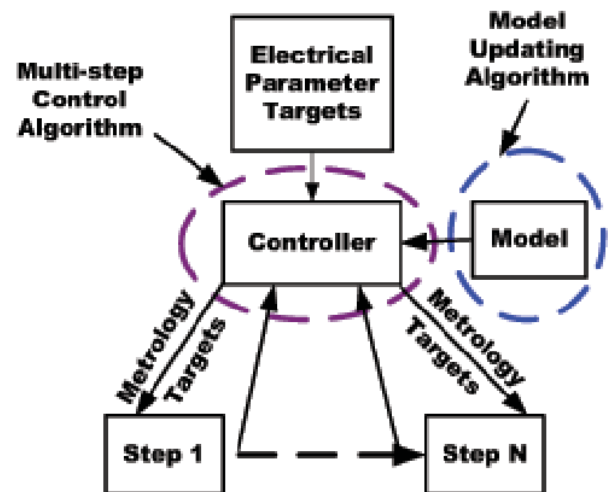 Electrical
Parameter
Targets
Model
Updating
Algorithm
Multi-step
Control
Algorithm
Controller
Model
Metrology
Targets
Metrology
Targets
Step 1
Step N